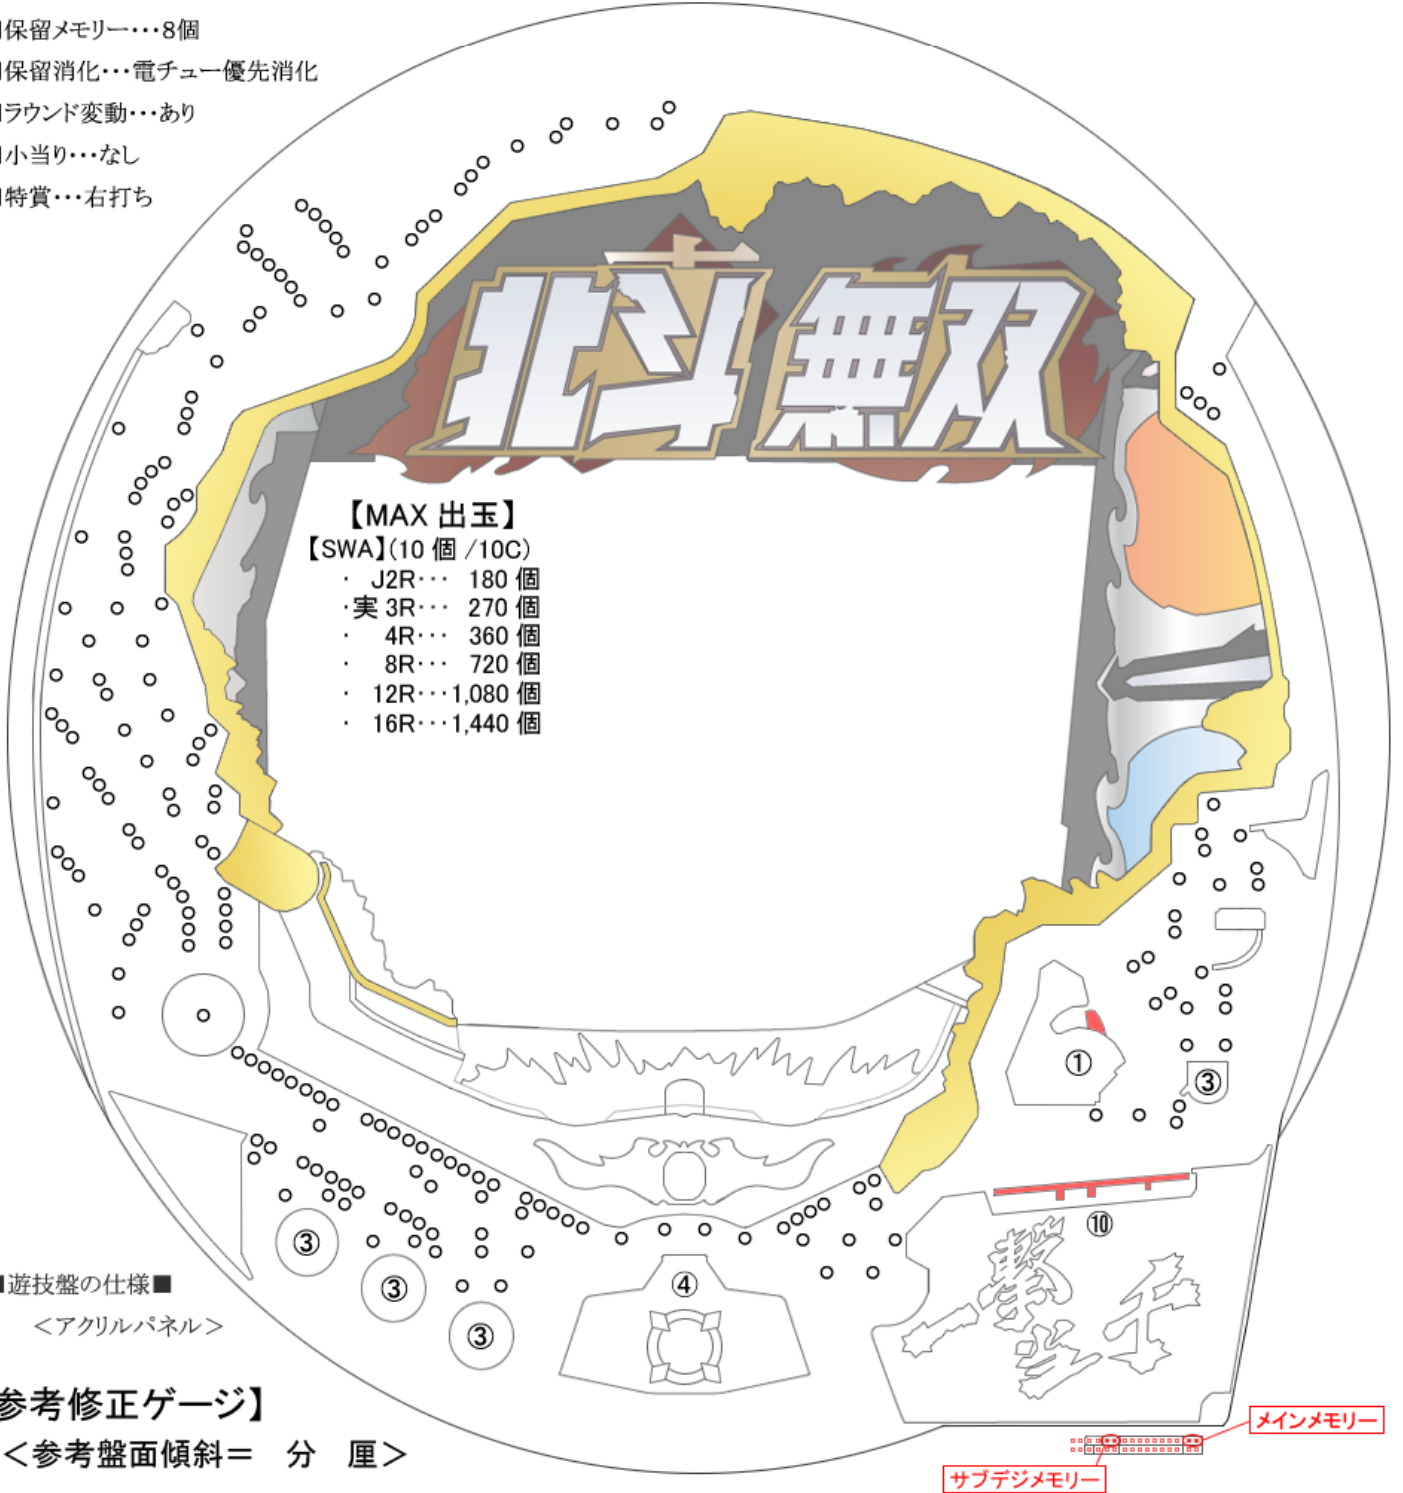 保留メモリー・・・8個
保留消化・・・電チュー優先消化
ラウンド変動・・・あり
小当り・・・なし
特賞・・・右打ち
北斗無双
【MAX 出玉】
【SWA】(10 個 /10C)
・ J2R・・・ 180 個
・実 3R・・・ 270 個
・ 4R・・・ 360 個
・ 8R・・・ 720 個
・ 12R・・・1,080 個
・ 16R・・・1,440 個
①
③
⑩
③
③
③
④
一撃当千
■遊技盤の仕様■
＜アクリルパネル＞
参考修正ゲージ】
＜参考盤面傾斜＝ 分 厘＞
メインメモリー
サブデジメモリー